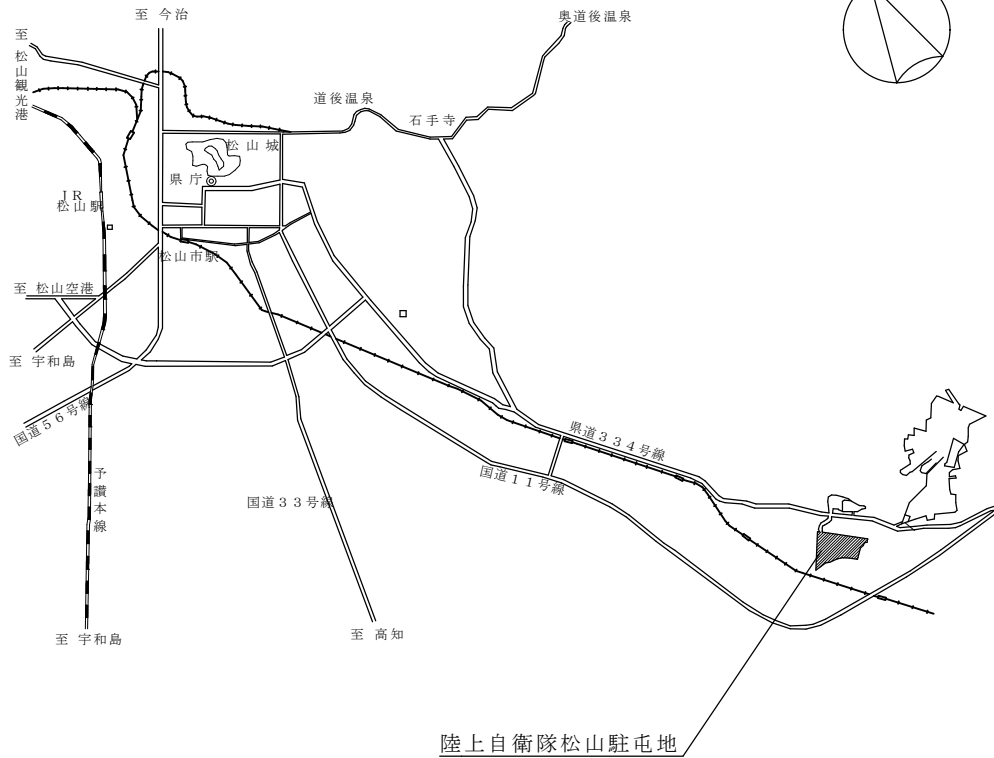 至 今治
奥道後温泉
至 松山観光港
道後温泉
石手寺
松山城
県庁
JR
松山駅
松山市駅
至 松山空港
至 宇和島
国道５６号線
県道３３４号線
国道１１号線
予讃本線
国道３３号線
至 宇和島
至 高知
陸上自衛隊松山駐屯地